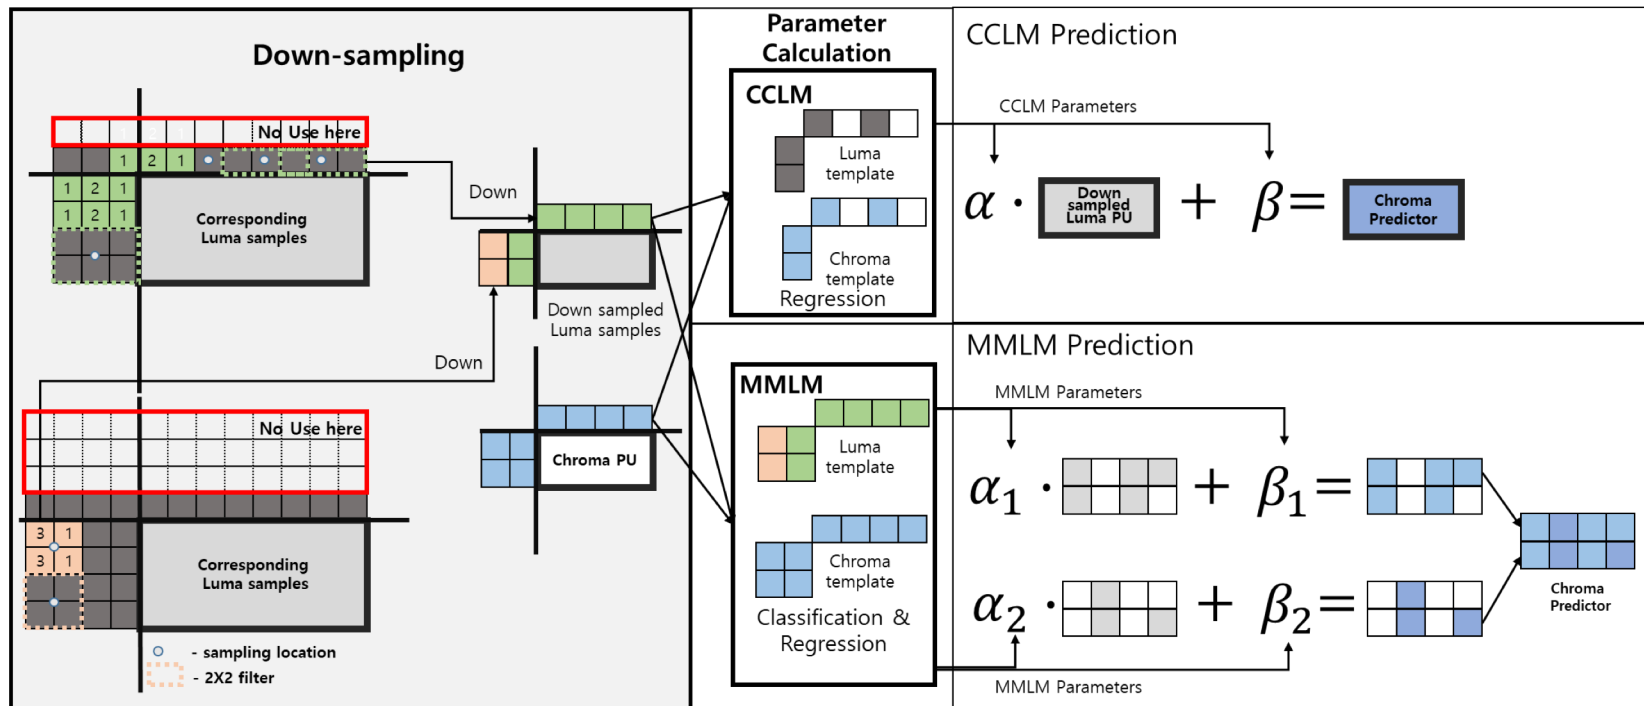 Down-sampling
1 2 1
No Use here
1 2 1
1 2 1
1 2 1
Corresponding
Luma samples
Down
Down sampled
Luma samples
Down
No Use here
Chroma PU
3 1
3 1
Corresponding
Luma samples
- sampling location
- 2X2 filter
Parameter
Calculation
CCLM
Luma
template
Chroma
template
Regression
MMLM
Luma
template
Chroma
template
Classification &
Regression
CCLM Prediction
CCLM Parameters
α · Down
sampled
Luma PU + β = Chroma
Predictor
MMLM Prediction
MMLM Parameters
α1 · + β1 =
α2 · + β2 =
Chroma
Predictor
MMLM Parameters